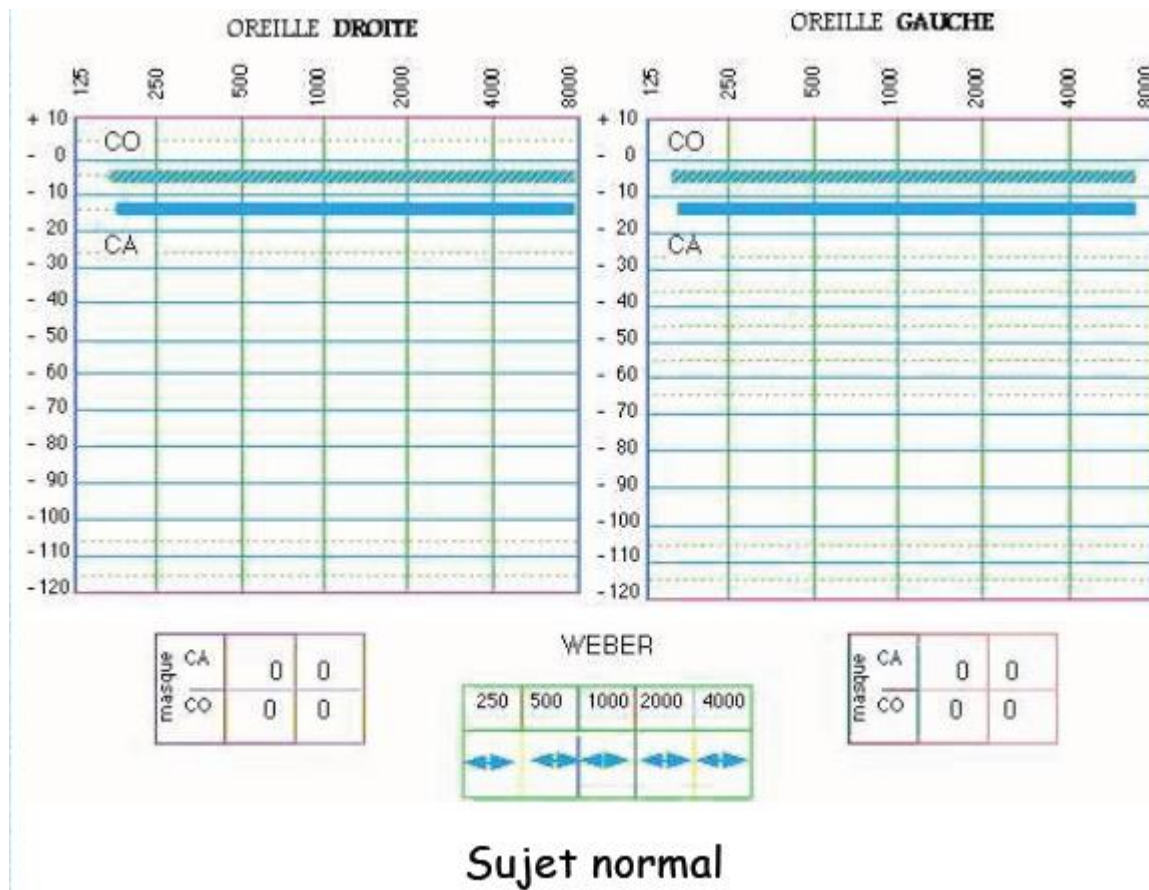 OREILLE DROITE
125 250 500 1000 2000 4000 8000
+ 10
- 0
- 10
- 20
- 30
- 40
- 50
- 60
- 70
- 80
- 90
- 100
- 110
- 120
CO
CA
OREILLE GAUCHE
125 250 500 1000 2000 4000 8000
+ 10
- 0
- 10
- 20
- 30
- 40
- 50
- 60
- 70
- 80
- 90
- 100
- 110
- 120
CO
CA
masque
CA 0 0
CO 0 0
WEBER
250 500 1000 2000 4000
masque
CA 0 0
CO 0 0
Sujet normal